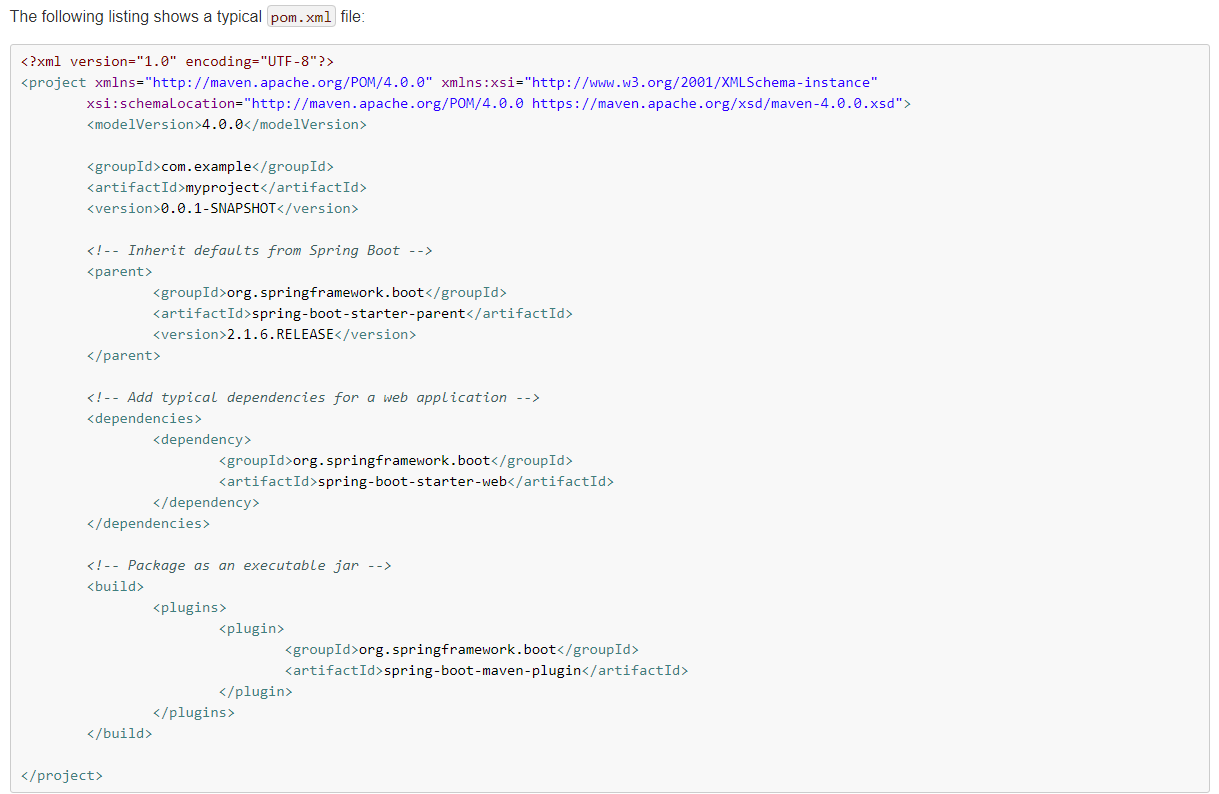 The following listing shows a typical pom.xml file:
<?xml version="1.0" encoding="UTF-8"?>
<project xmlns="http://maven.apache.org/POM/4.0.0" xmlns:xsi="http://www.w3.org/2001/XMLSchema-instance"
xsi:schemaLocation="http://maven.apache.org/POM/4.0.0 https://maven.apache.org/xsd/maven-4.0.0.xsd">
<modelVersion>4.0.0</modelVersion>
<groupId>com.example</groupId>
<artifactId>myproject</artifactId>
<version>0.0.1-SNAPSHOT</version>
<!-- Inherit defaults from Spring Boot -->
<parent>
<groupId>org.springframework.boot</groupId>
<artifactId>spring-boot-starter-parent</artifactId>
<version>2.1.6.RELEASE</version>
</parent>
<!-- Add typical dependencies for a web application -->
<dependencies>
<dependency>
<groupId>org.springframework.boot</groupId>
<artifactId>spring-boot-starter-web</artifactId>
</dependency>
</dependencies>
<!-- Package as an executable jar -->
<build>
<plugins>
<plugin>
<groupId>org.springframework.boot</groupId>
<artifactId>spring-boot-maven-plugin</artifactId>
</plugin>
</plugins>
</build>
</project>